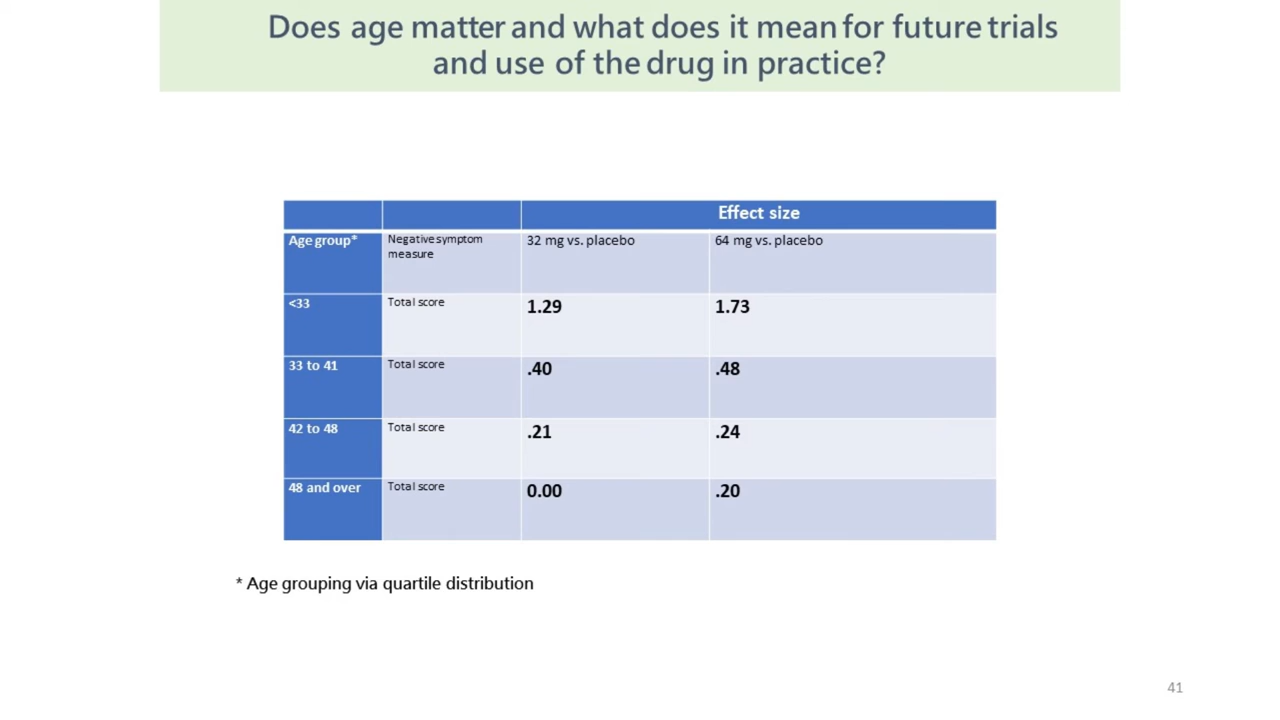 Does age matter and what does it mean for future trials
and use of the drug in practice?
Effect size
Age group*
Negative symptom
measure
32 mg vs. placebo
64 mg vs. placebo
<33
Total score
1.29
1.73
33 to 41
Total score
.40
.48
42 to 48
Total score
.21
.24
48 and over
Total score
0.00
.20
* Age grouping via quartile distribution
41